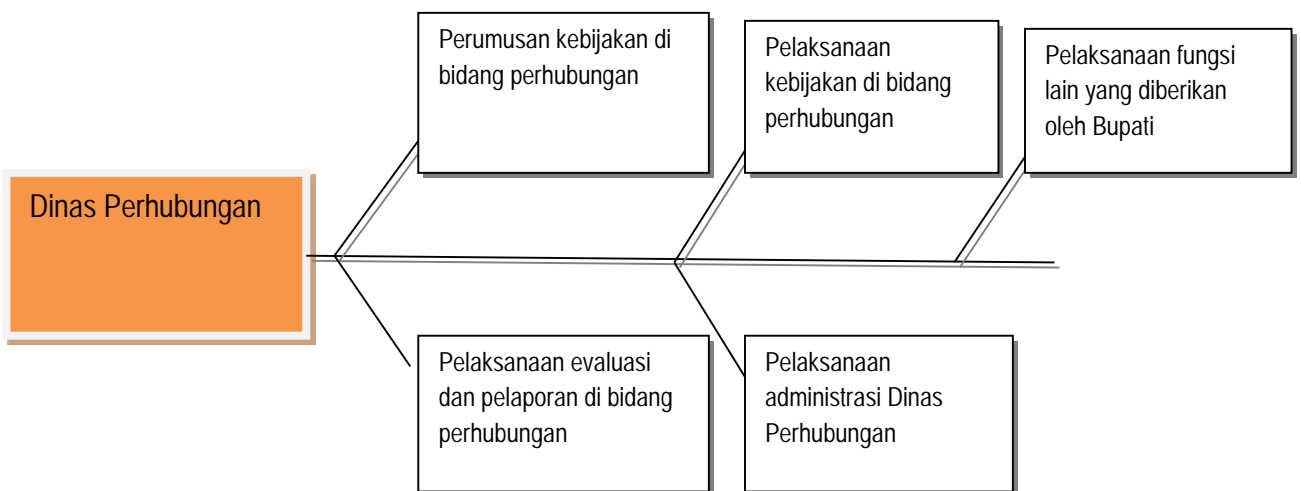 Dinas Perhubungan
Perumusan kebijakan di
bidang perhubungan
Pelaksanaan
kebijakan di bidang
perhubungan
Pelaksanaan fungsi
lain yang diberikan
oleh Bupati
Pelaksanaan evaluasi
dan pelaporan di bidang
perhubungan
Pelaksanaan
administrasi Dinas
Perhubungan